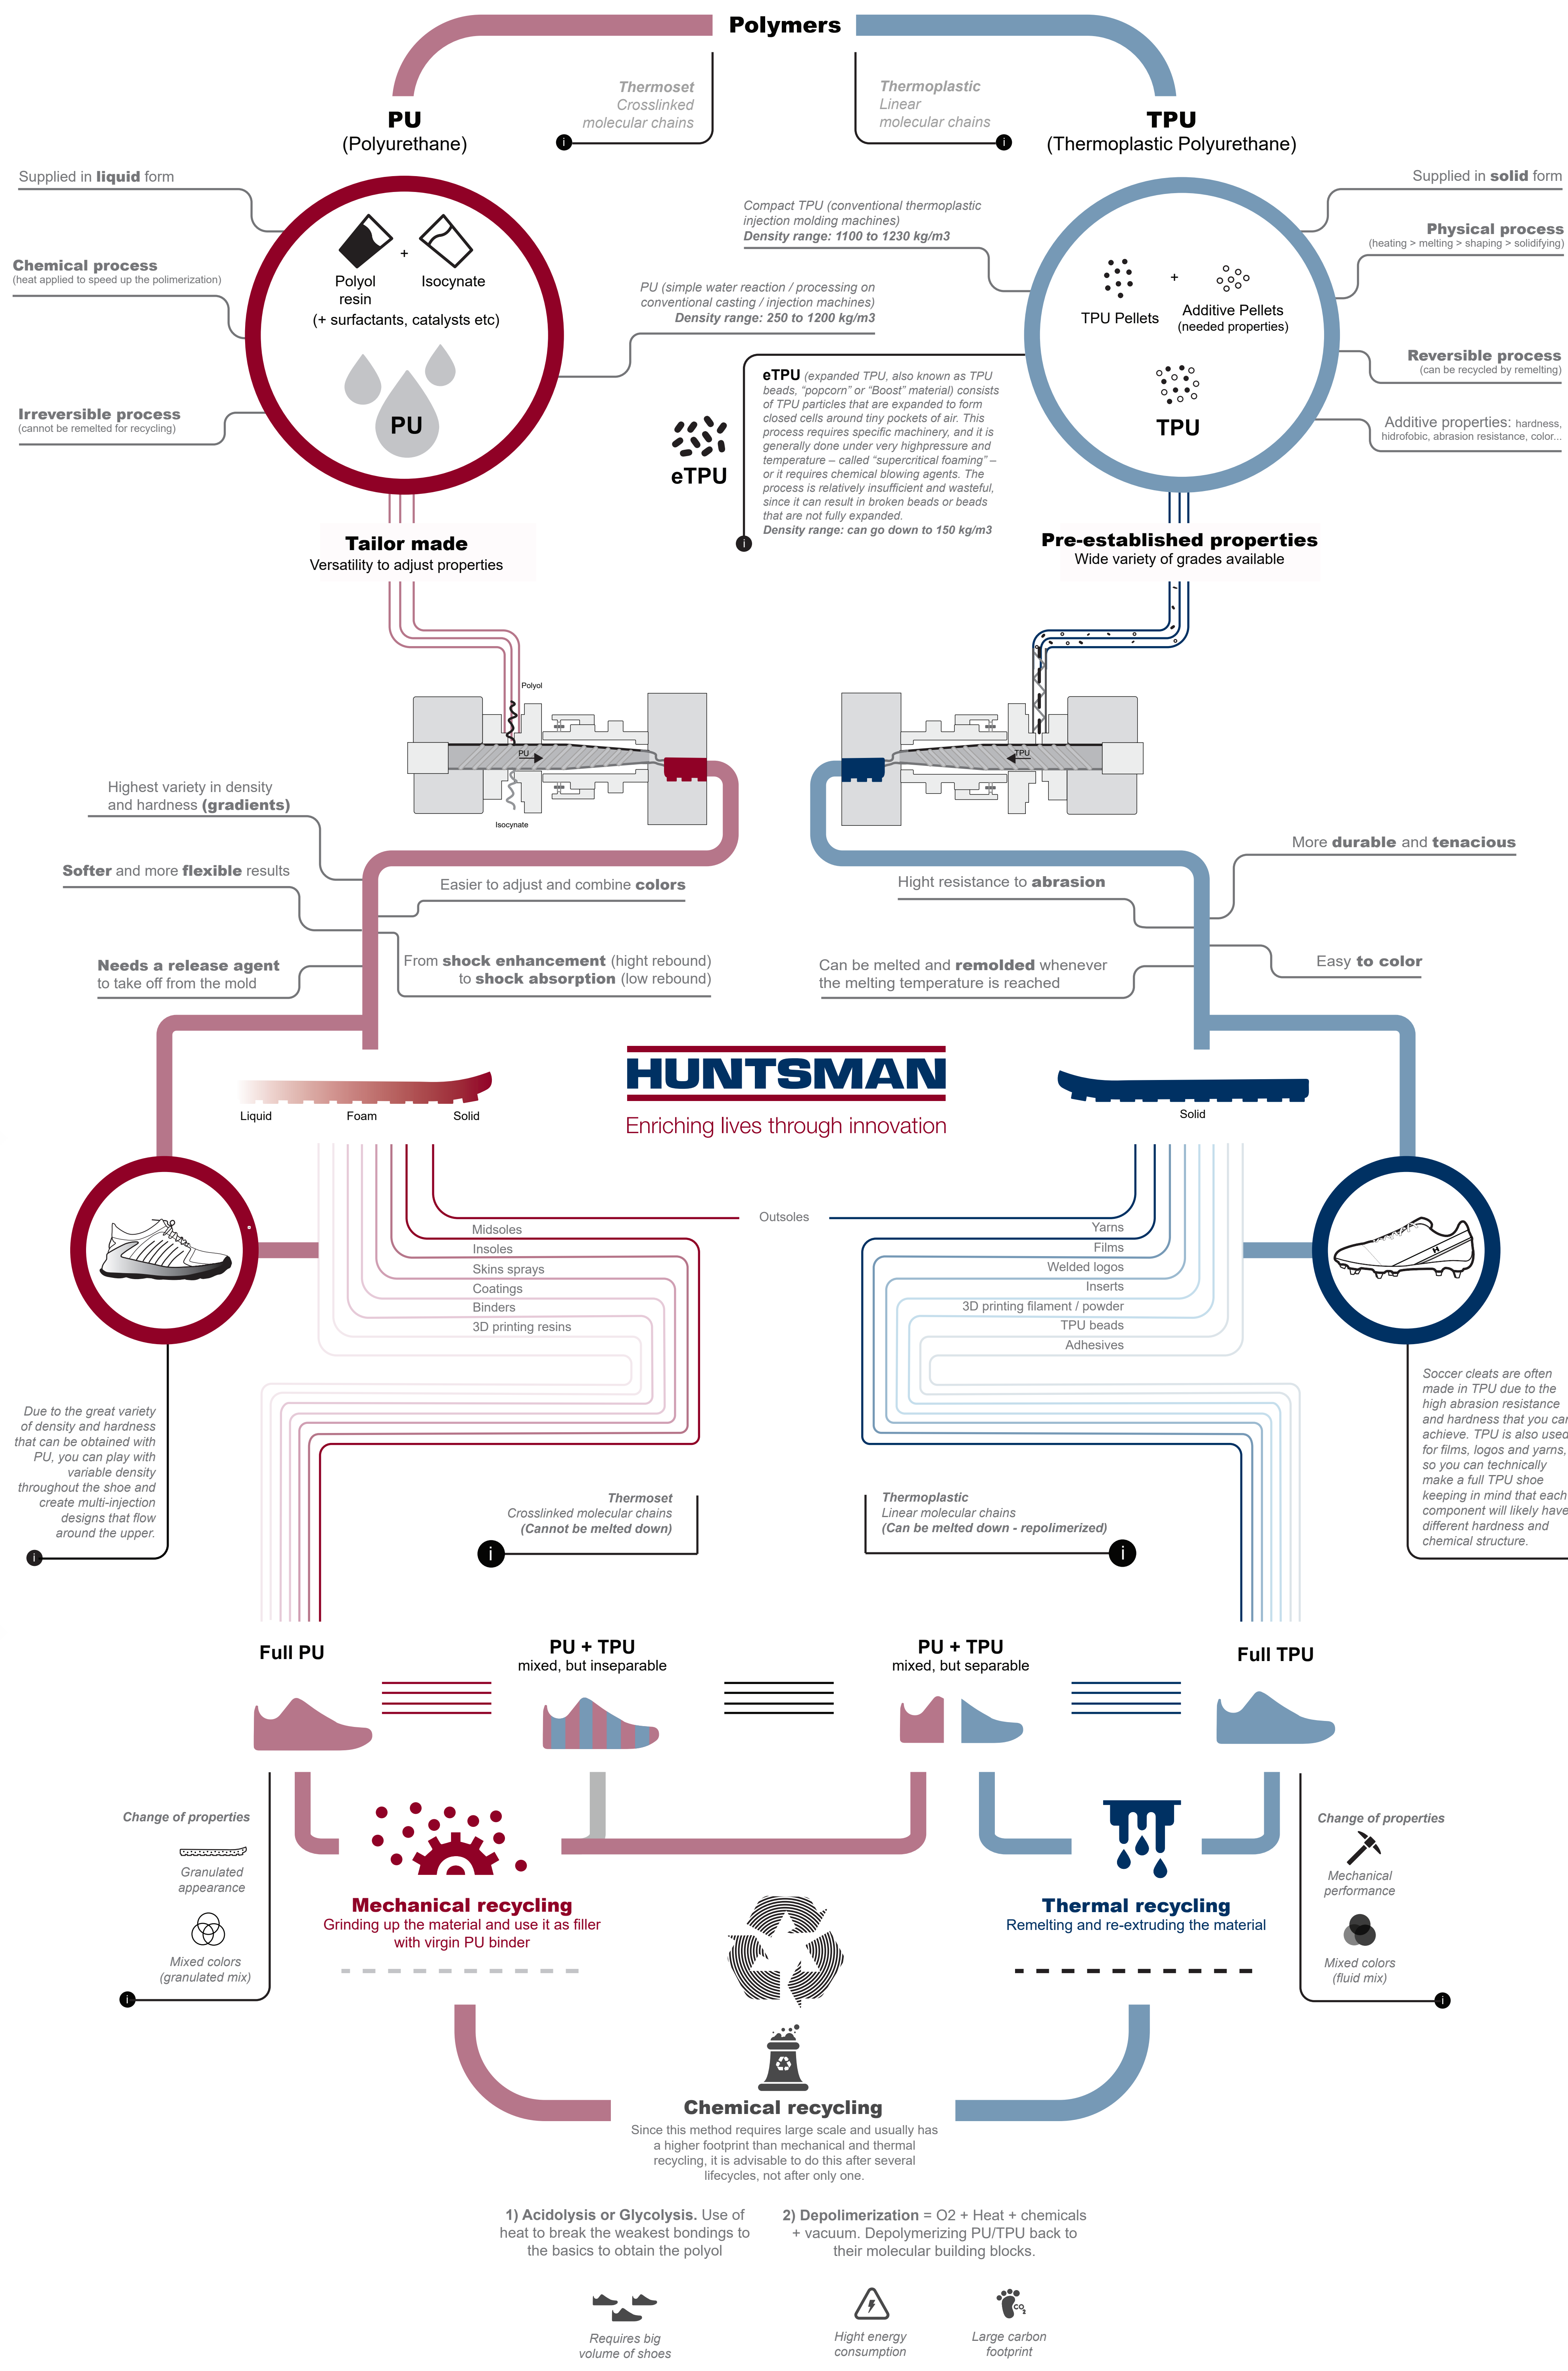 Polymers
Thermoset
Crosslinked
molecular chains
i
Thermoplastic
Linear
molecular chains
i
PU
(Polyurethane)
TPU
(Thermoplastic Polyurethane)
Supplied in liquid form
Chemical process
(heat applied to speed up the polimerization)
Irreversible process
(cannot be remelted for recycling)
+
Polyol
resin
Isocynate
(+ surfactants, catalysts etc)
PU
Compact TPU (conventional thermoplastic
injection molding machines)
Density range: 1100 to 1230 kg/m3
PU (simple water reaction / processing on
conventional casting / injection machines)
Density range: 250 to 1200 kg/m3
eTPU
eTPU (expanded TPU, also known as TPU
beads, “popcorn” or “Boost” material) consists
of TPU particles that are expanded to form
closed cells around tiny pockets of air. This
process requires specific machinery, and it is
generally done under very highpressure and
temperature – called “supercritical foaming” –
or it requires chemical blowing agents. The
process is relatively insufficient and wasteful,
since it can result in broken beads or beads
that are not fully expanded.
Density range: can go down to 150 kg/m3
i
+
TPU Pellets
Additive Pellets
(needed properties)
TPU
Supplied in solid form
Physical process
(heating > melting > shaping > solidifying)
Reversible process
(can be recycled by remelting)
Additive properties: hardness,
hidrofobic, abrasion resistance, color...
Tailor made
Versatility to adjust properties
Pre-established properties
Wide variety of grades available
Polyol
PU
Isocynate
TPU
Highest variety in density
and hardness (gradients)
Softer and more flexible results
Needs a release agent
to take off from the mold
Easier to adjust and combine colors
From shock enhancement (hight rebound)
to shock absorption (low rebound)
Hight resistance to abrasion
Can be melted and remolded whenever
the melting temperature is reached
More durable and tenacious
Easy to color
HUNTSMAN
Enriching lives through innovation
Liquid
Foam
Solid
Solid
Outsoles
Midsoles
Insoles
Skins sprays
Coatings
Binders
3D printing resins
Yarns
Films
Welded logos
Inserts
3D printing filament / powder
TPU beads
Adhesives
H
Due to the great variety
of density and hardness
that can be obtained with
PU, you can play with
variable density
throughout the shoe and
create multi-injection
designs that flow
around the upper.
i
Soccer cleats are often
made in TPU due to the
high abrasion resistance
and hardness that you can
achieve. TPU is also used
for films, logos and yarns,
so you can technically
make a full TPU shoe
keeping in mind that each
component will likely have
different hardness and
chemical structure.
Thermoset
Crosslinked molecular chains
(Cannot be melted down)
i
Thermoplastic
Linear molecular chains
(Can be melted down - repolimerized)
i
Full PU
PU + TPU
mixed, but inseparable
PU + TPU
mixed, but separable
Full TPU
Change of properties
Granulated
appearance
Mixed colors
(granulated mix)
i
Mechanical recycling
Grinding up the material and use it as filler
with virgin PU binder
Thermal recycling
Remelting and re-extruding the material
Change of properties
Mechanical
performance
Mixed colors
(fluid mix)
i
Chemical recycling
Since this method requires large scale and usually has
a higher footprint than mechanical and thermal
recycling, it is advisable to do this after several
lifecycles, not after only one.
1) Acidolysis or Glycolysis. Use of
heat to break the weakest bondings to
the basics to obtain the polyol
2) Depolimerization = O2 + Heat + chemicals
+ vacuum. Depolymerizing PU/TPU back to
their molecular building blocks.
Requires big
volume of shoes
Hight energy
consumption
CO2
Large carbon
footprint